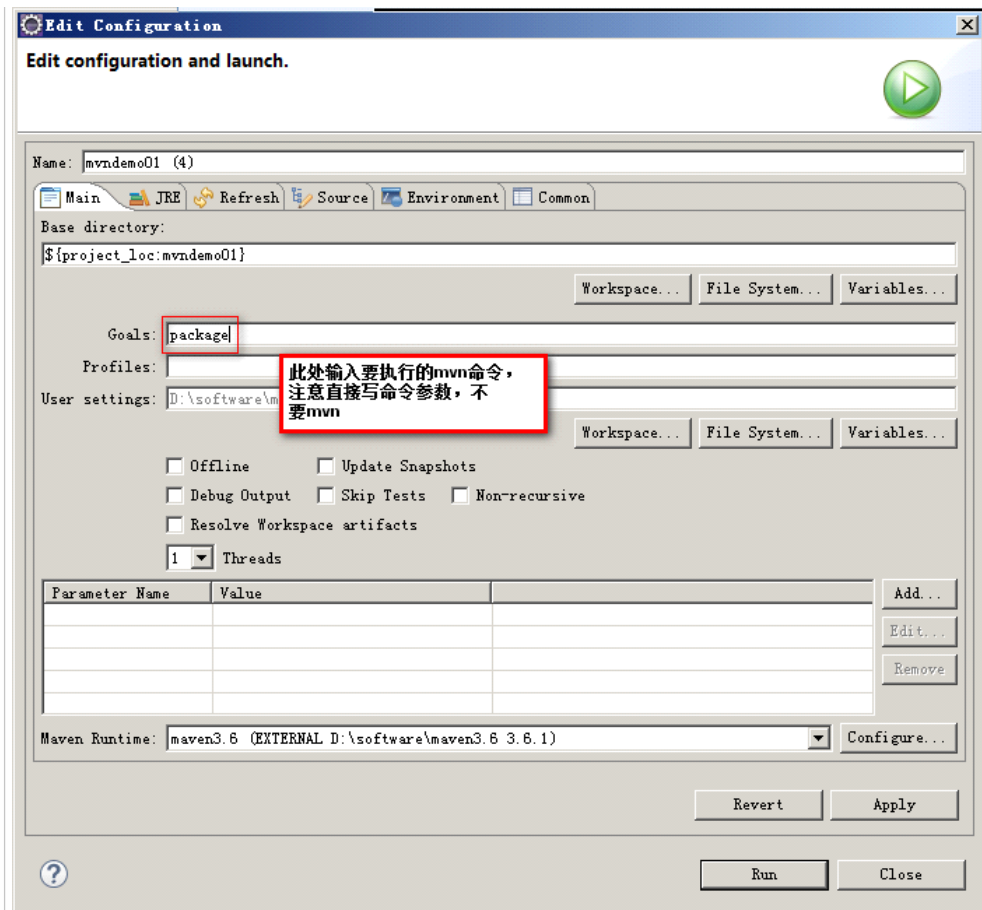 Edit Configuration
Edit configuration and launch.
Name: mvndemo01 (4)
Main JRE Refresh Source Environment Common
Base directory:
${project_loc:mvndemo01}
Workspace... File System... Variables...
Goals: package
Profiles:
此处输入要执行的mvn命令，
注意直接写命令参数，不
要mvn
User settings: D:\software\m
Workspace... File System... Variables...
Offline Update Snapshots
Debug Output Skip Tests Non-recursive
Resolve Workspace artifacts
1 Threads
Parameter Name Value
Add...
Edit...
Remove
Maven Runtime: maven3.6 (EXTERNAL D:\software\maven3.6 3.6.1) Configure...
Revert Apply
? Run Close